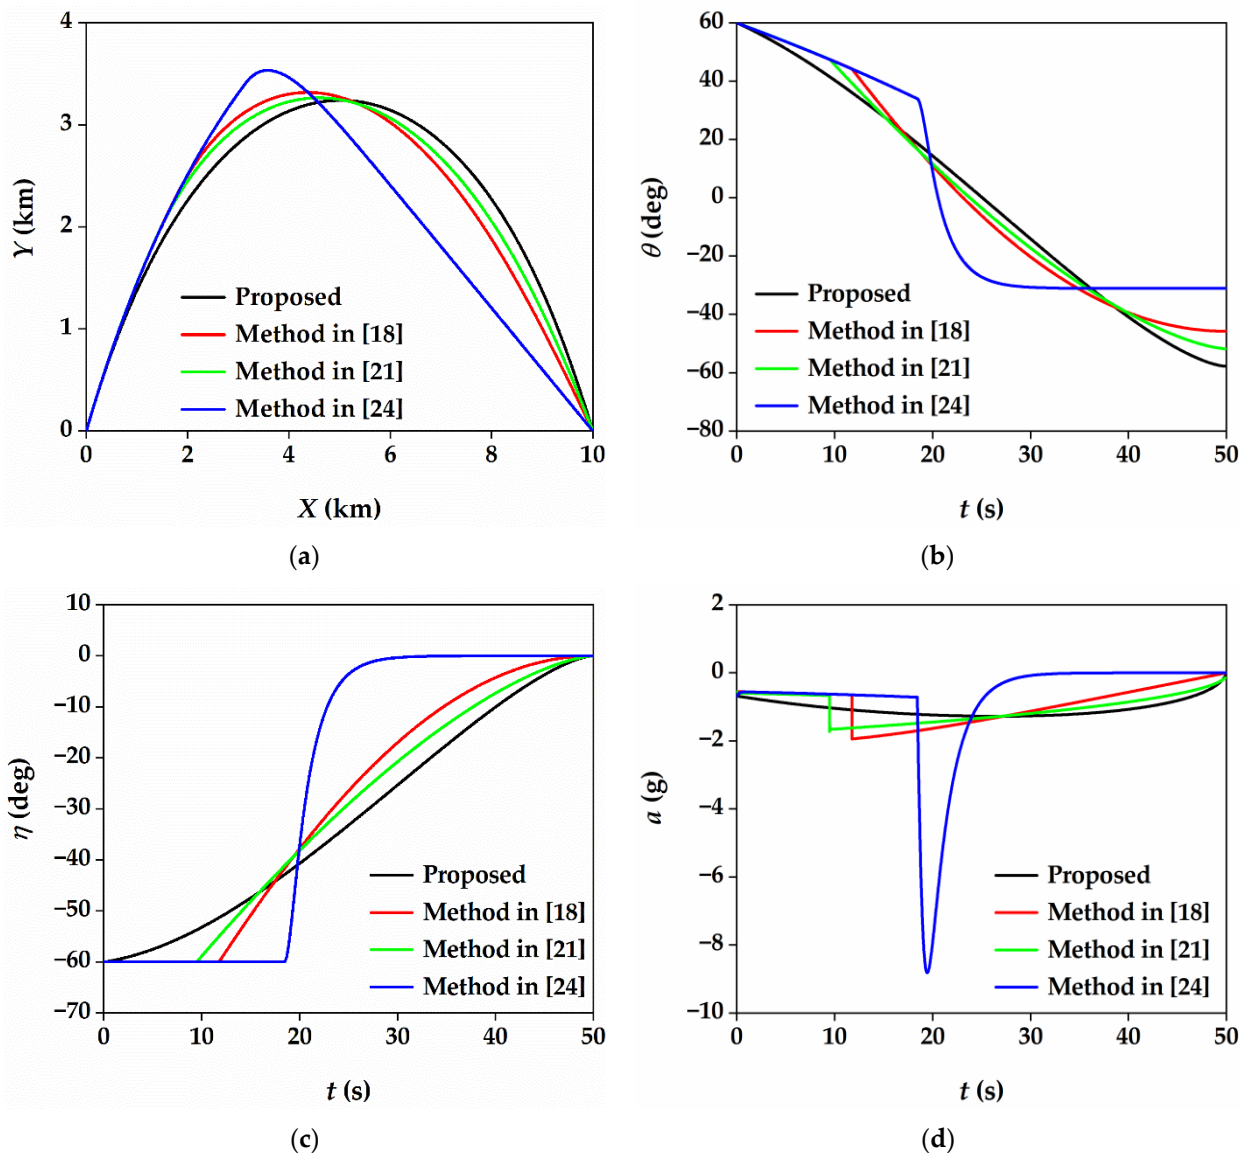 4
3
2
1
0
Y (km)
Proposed
Method in [18]
Method in [21]
Method in [24]
0 2 4 6 8 10
X (km)
(a)
60
40
20
0
−20
−40
−60
−80
θ (deg)
Proposed
Method in [18]
Method in [21]
Method in [24]
0 10 20 30 40 50
t (s)
(b)
10
0
−10
−20
−30
−40
−50
−60
−70
η (deg)
Proposed
Method in [18]
Method in [21]
Method in [24]
0 10 20 30 40 50
t (s)
(c)
2
0
−2
−4
−6
−8
−10
a (g)
Proposed
Method in [18]
Method in [21]
Method in [24]
0 10 20 30 40 50
t (s)
(d)